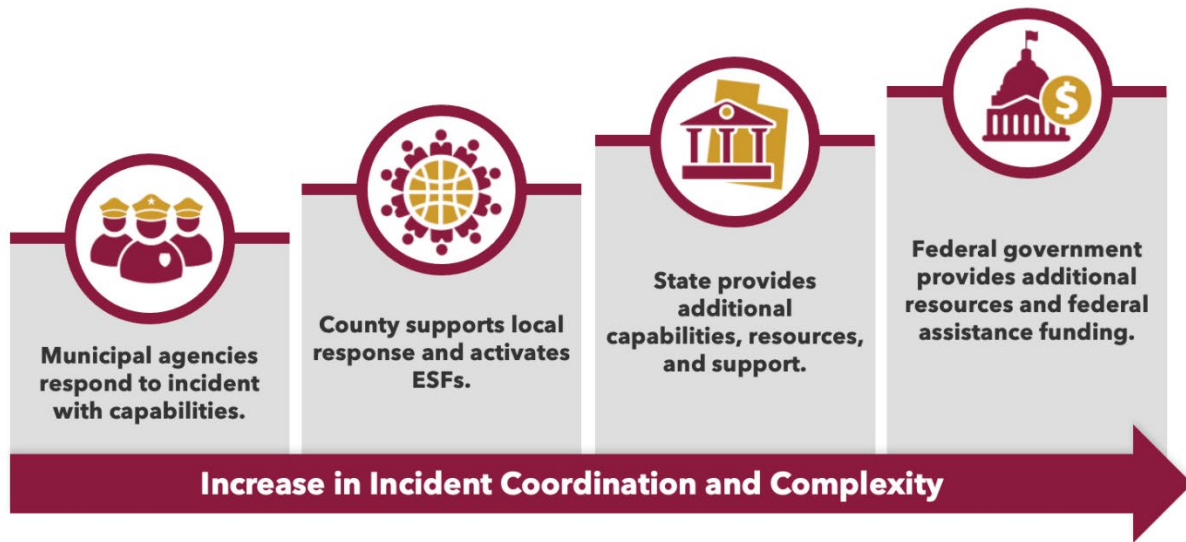 Municipal agencies
respond to incident
with capabilities.
County supports local
response and activates
ESFs.
State provides
additional
capabilities, resources,
and support.
Federal government
provides additional
resources and federal
assistance funding.
$
Increase in Incident Coordination and Complexity